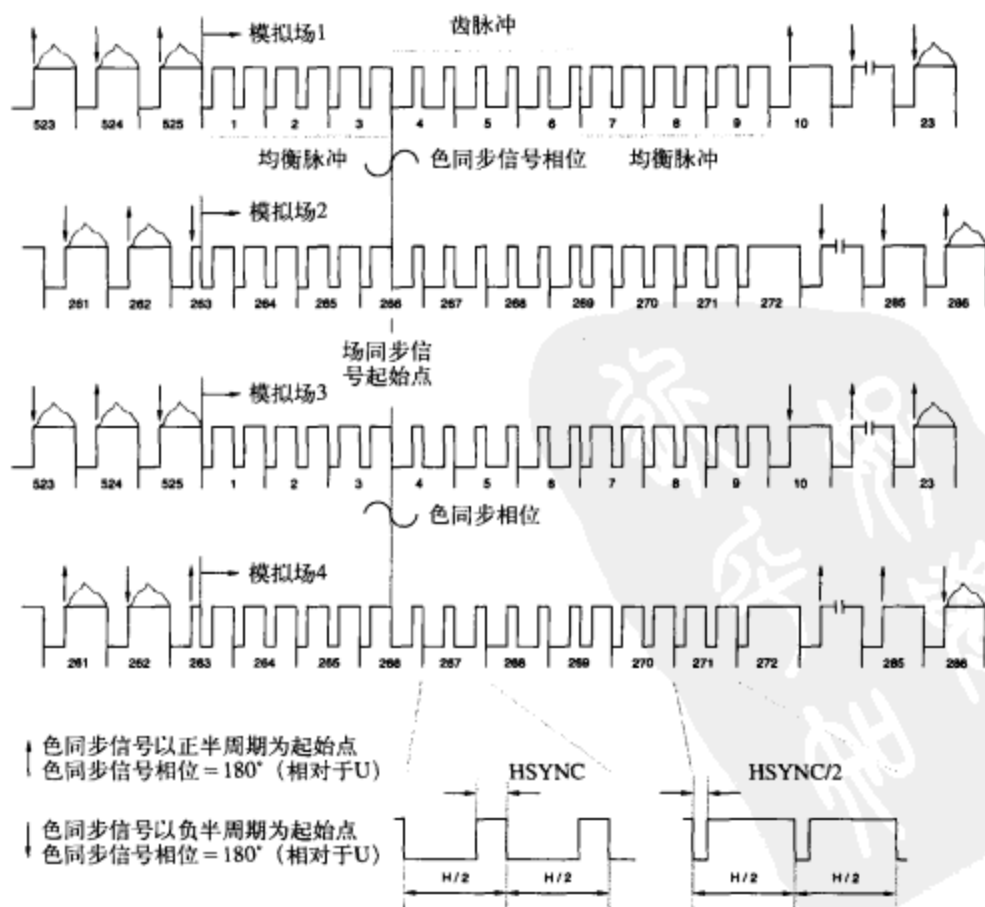 模拟场1
齿脉冲
523 524 525 1 2 3 4 5 6 7 8 9 10 23
均衡脉冲 色同步信号相位 均衡脉冲
模拟场2
261 262 263 264 265 266 267 268 269 270 271 272 285 286
场同步信
号起始点
模拟场3
523 524 525 1 2 3 4 5 6 7 8 9 10 23
色同步相位
模拟场4
261 262 263 264 265 266 267 268 269 270 271 272 285 286
色同步信号以正半周期为起始点
色同步信号相位=180°(相对于U)
色同步信号以负半周期为起始点
色同步信号相位=180°(相对于U)
HSYNC
H/2 H/2
HSYNC/2
H/2 H/2